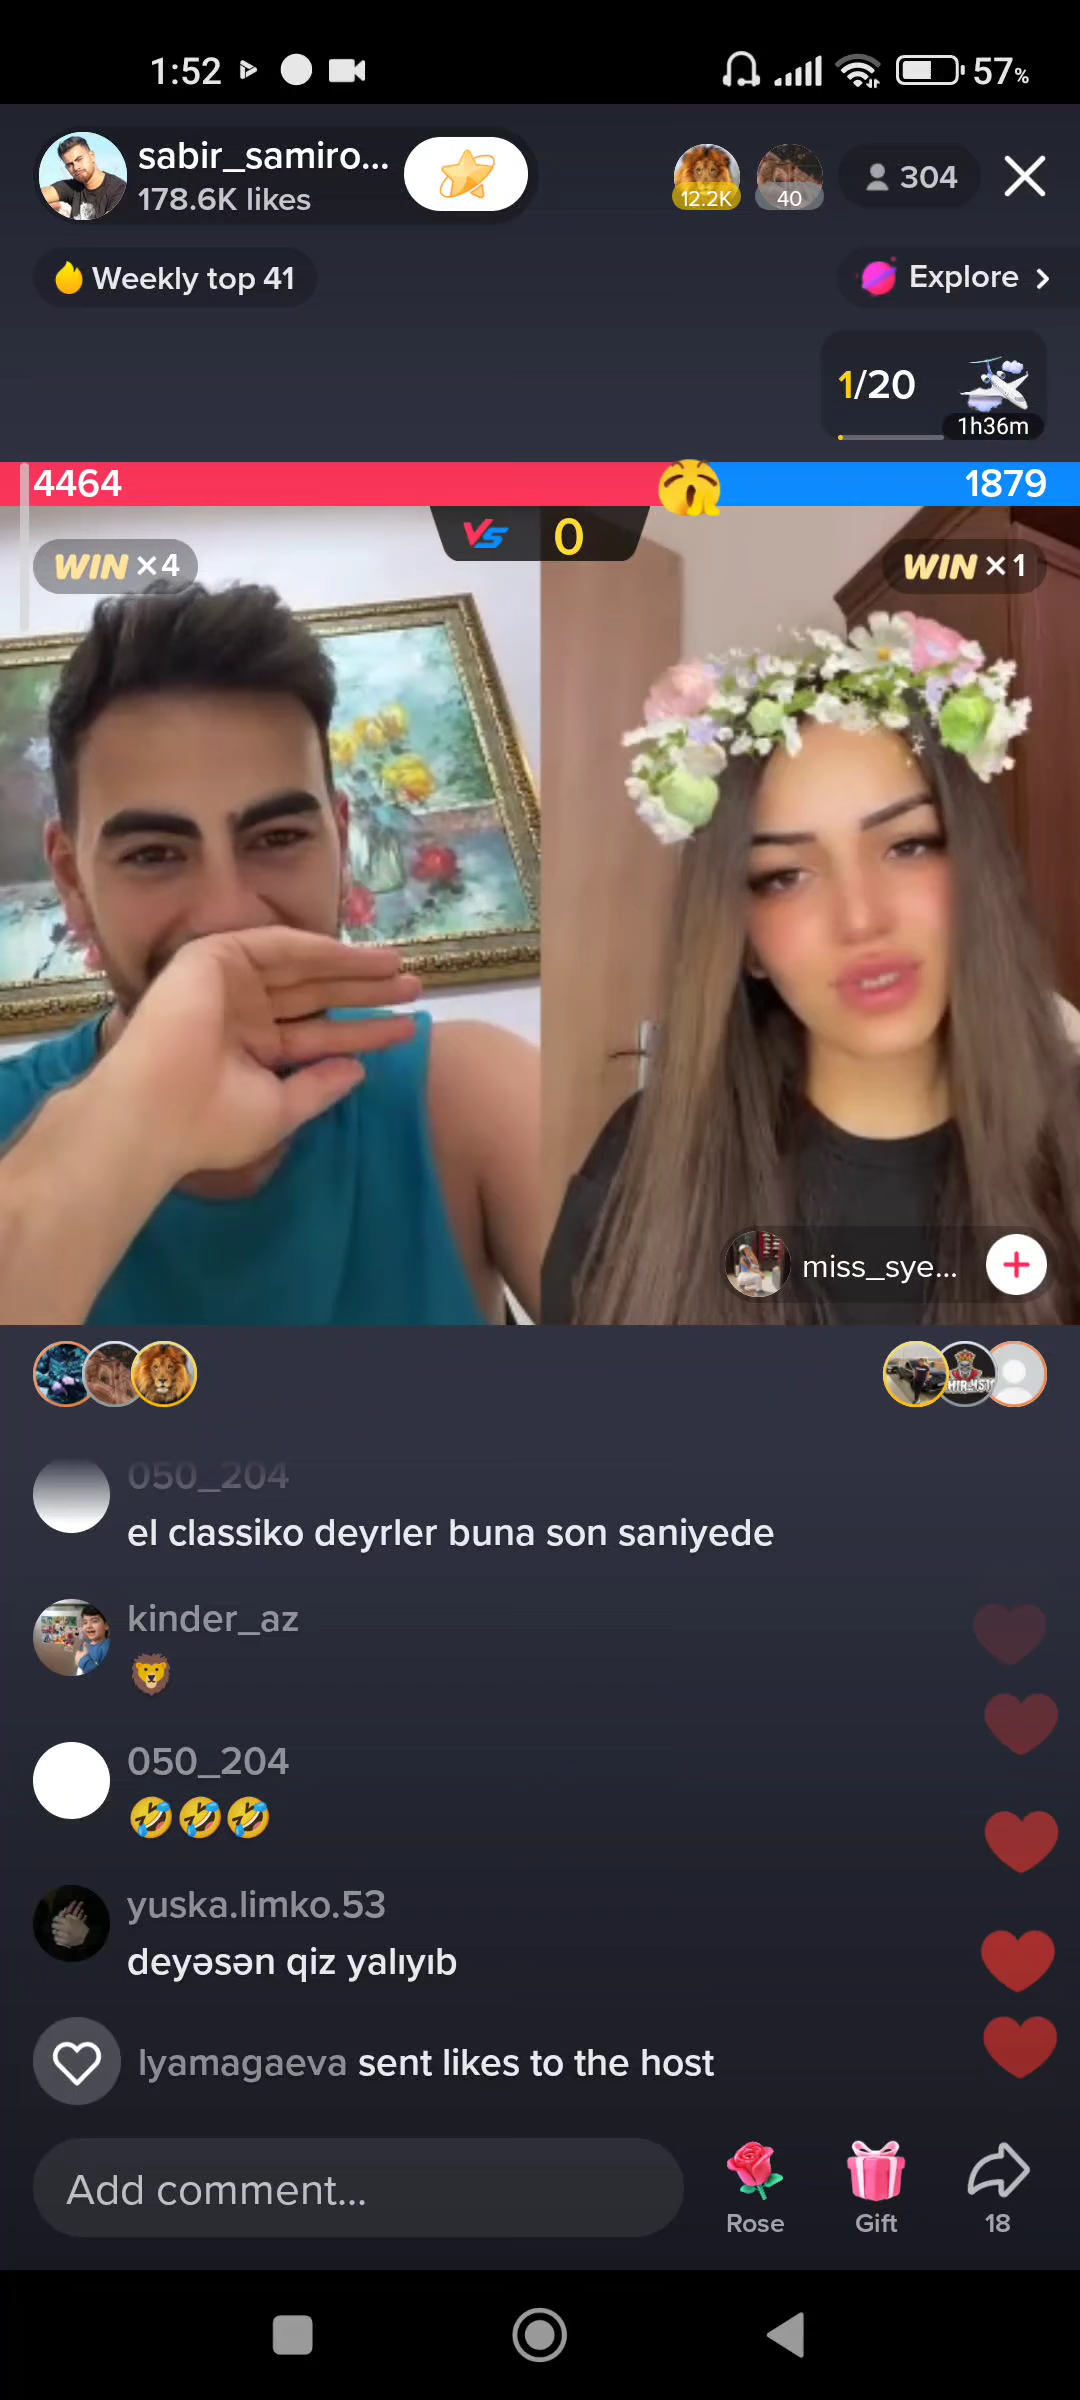 1:52
57%
sabir_samiro...
178.6K likes
12.2K
40
304
Weekly top 41
Explore
1/20
1h36m
4464
1879
VS
0
WIN ×4
WIN ×1
miss_sye...
050_204
el classiko deyrler buna son saniyede
kinder_az
050_204
yuska.limko.53
deyəsən qiz yalıyıb
lyamagaeva sent likes to the host
Add comment...
Rose
Gift
18